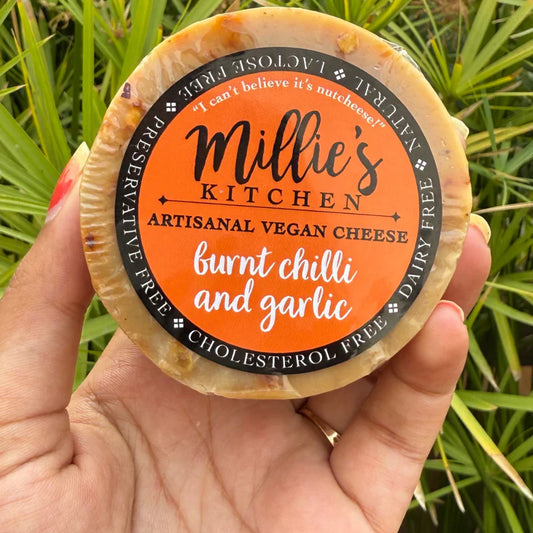 "I can't believe it's nutcheese!"
Millie's
KITCHEN
ARTISANAL VEGAN CHEESE
burnt chilli
and garlic
PRESERVATIVE FREE LACTOSE FREE NATURAL DAIRY FREE CHOLESTEROL FREE